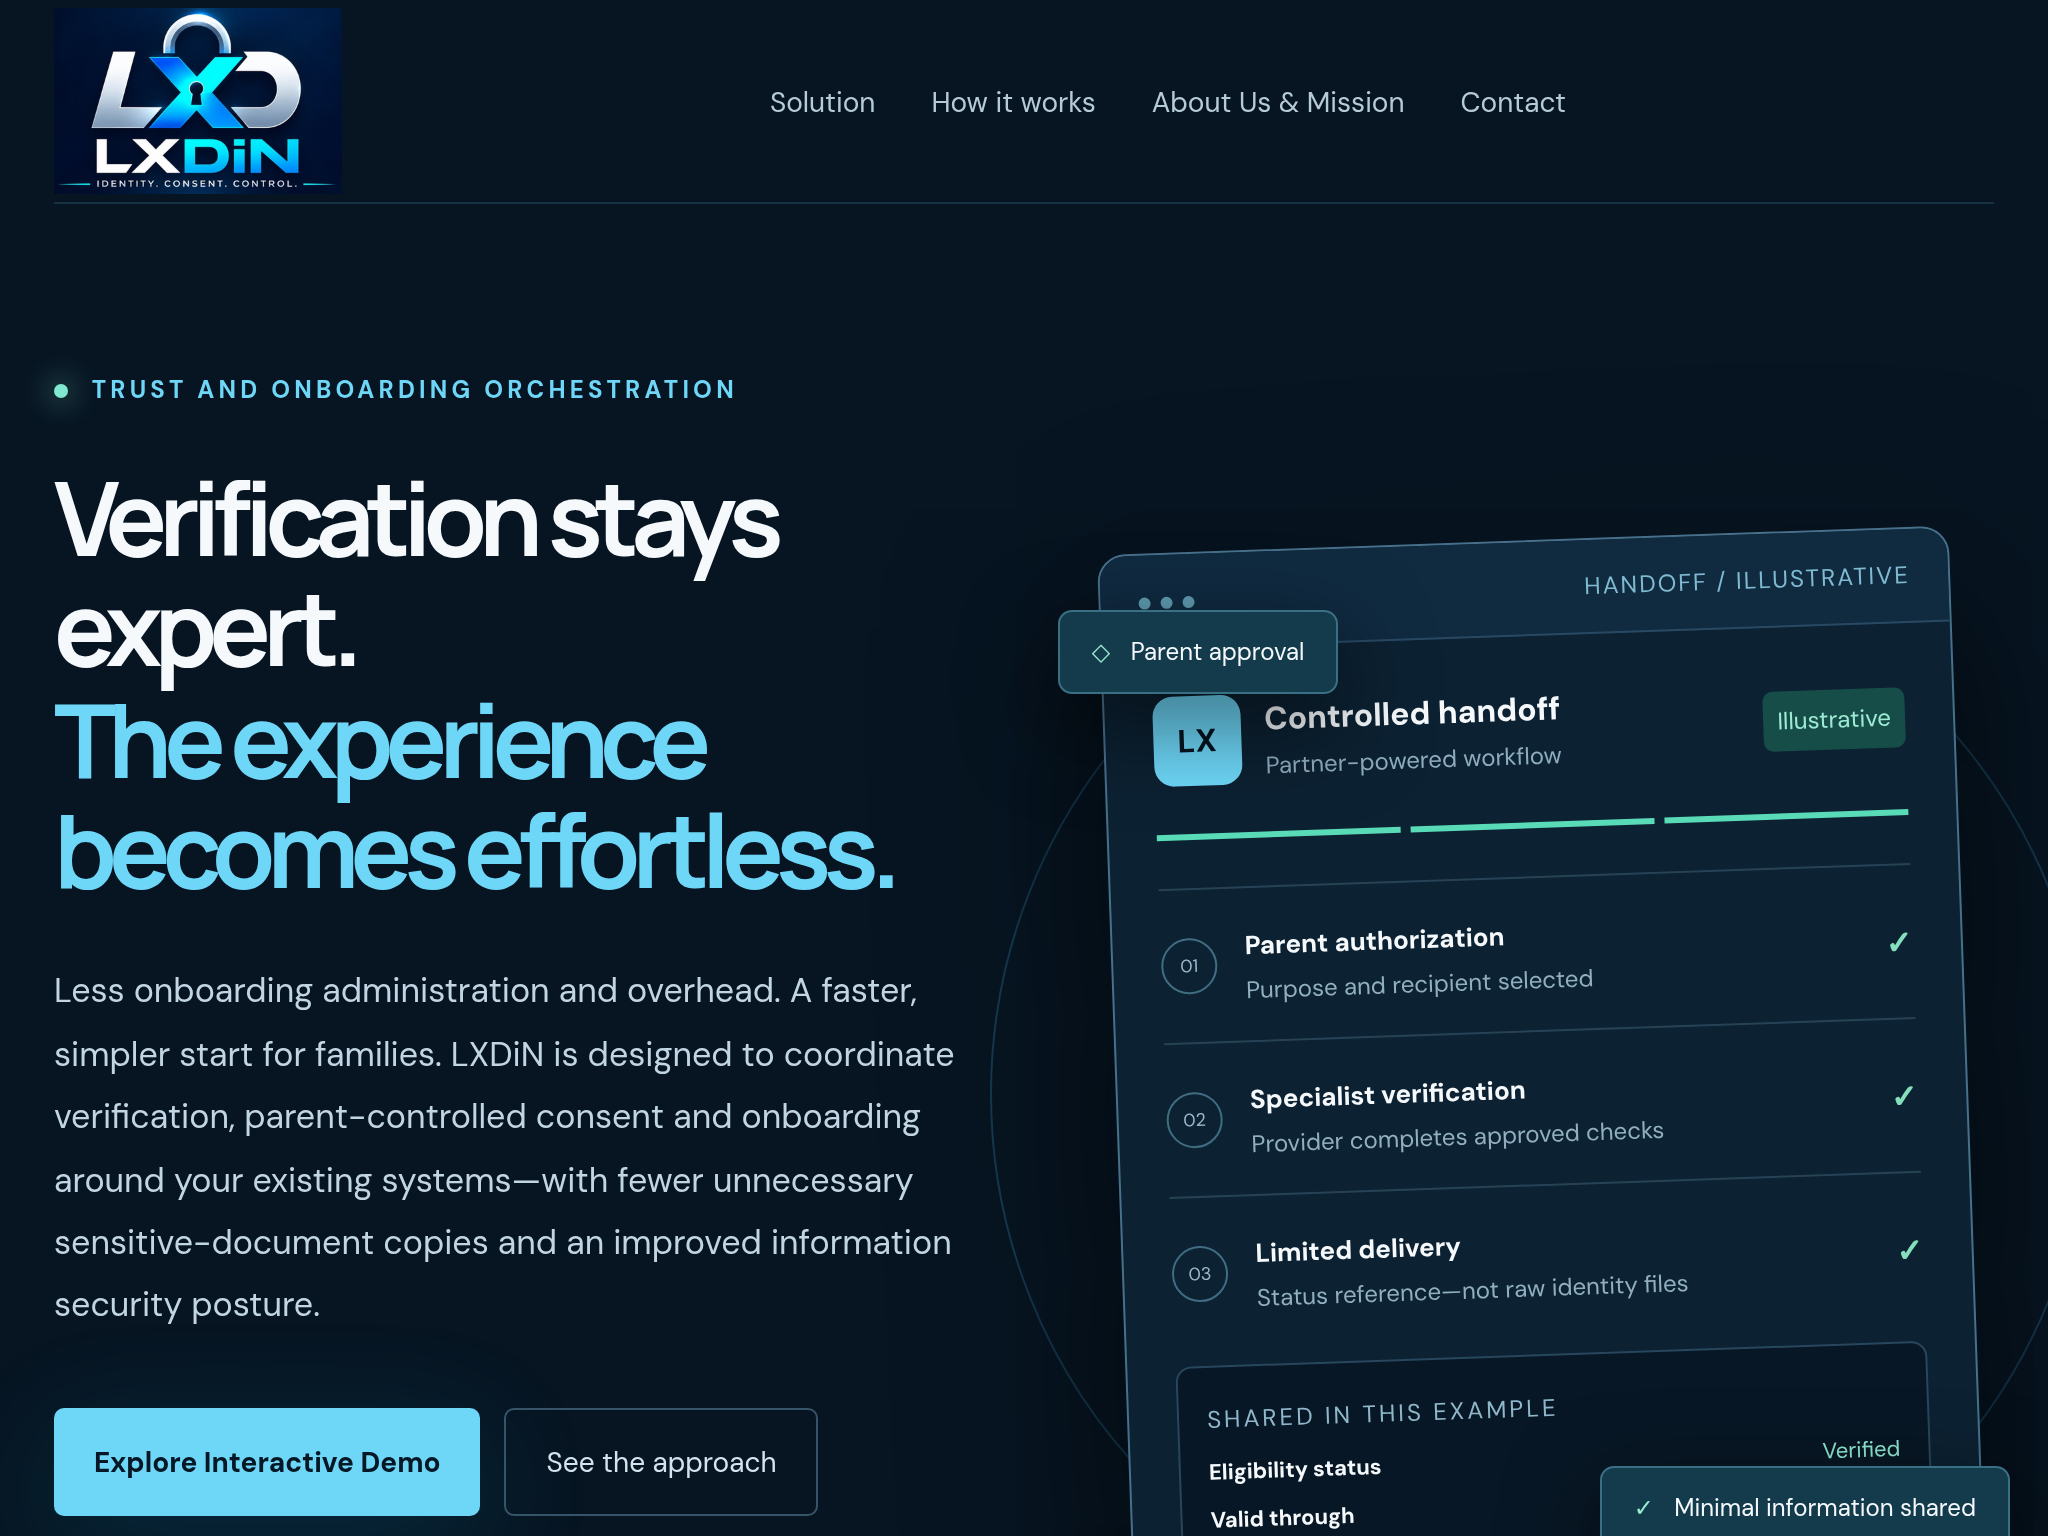 LXD
LXDiN
IDENTITY. CONSENT. CONTROL.
Solution
How it works
About Us & Mission
Contact
TRUST AND ONBOARDING ORCHESTRATION
Verification stays
expert.
The experience
becomes effortless.
Less onboarding administration and overhead. A faster,
simpler start for families. LXDiN is designed to coordinate
verification, parent-controlled consent and onboarding
around your existing systems—with fewer unnecessary
sensitive-document copies and an improved information
security posture.
Explore Interactive Demo
See the approach
HANDOFF / ILLUSTRATIVE
◇ Parent approval
LX
Controlled handoff
Partner-powered workflow
Illustrative
01
Parent authorization
Purpose and recipient selected
✓
02
Specialist verification
Provider completes approved checks
✓
03
Limited delivery
Status reference—not raw identity files
✓
SHARED IN THIS EXAMPLE
Eligibility status
Verified
Valid through
✓ Minimal information shared